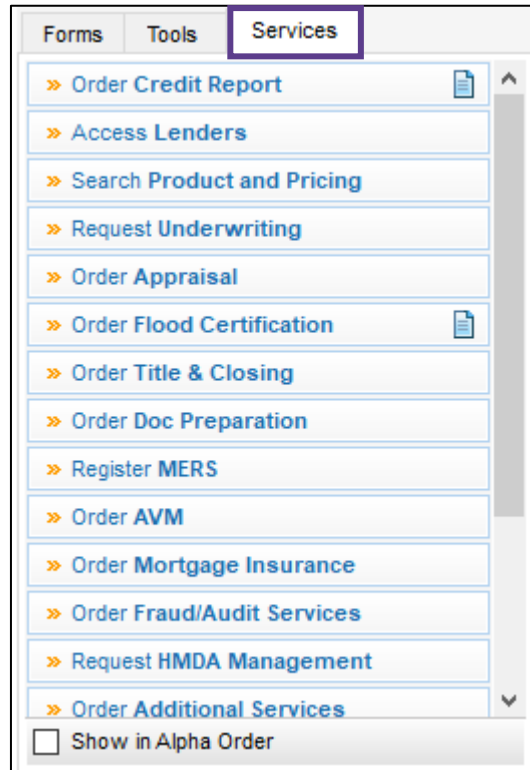 Forms Tools Services
» Order Credit Report
» Access Lenders
» Search Product and Pricing
» Request Underwriting
» Order Appraisal
» Order Flood Certification
» Order Title & Closing
» Order Doc Preparation
» Register MERS
» Order AVM
» Order Mortgage Insurance
» Order Fraud/Audit Services
» Request HMDA Management
» Order Additional Services
Show in Alpha Order